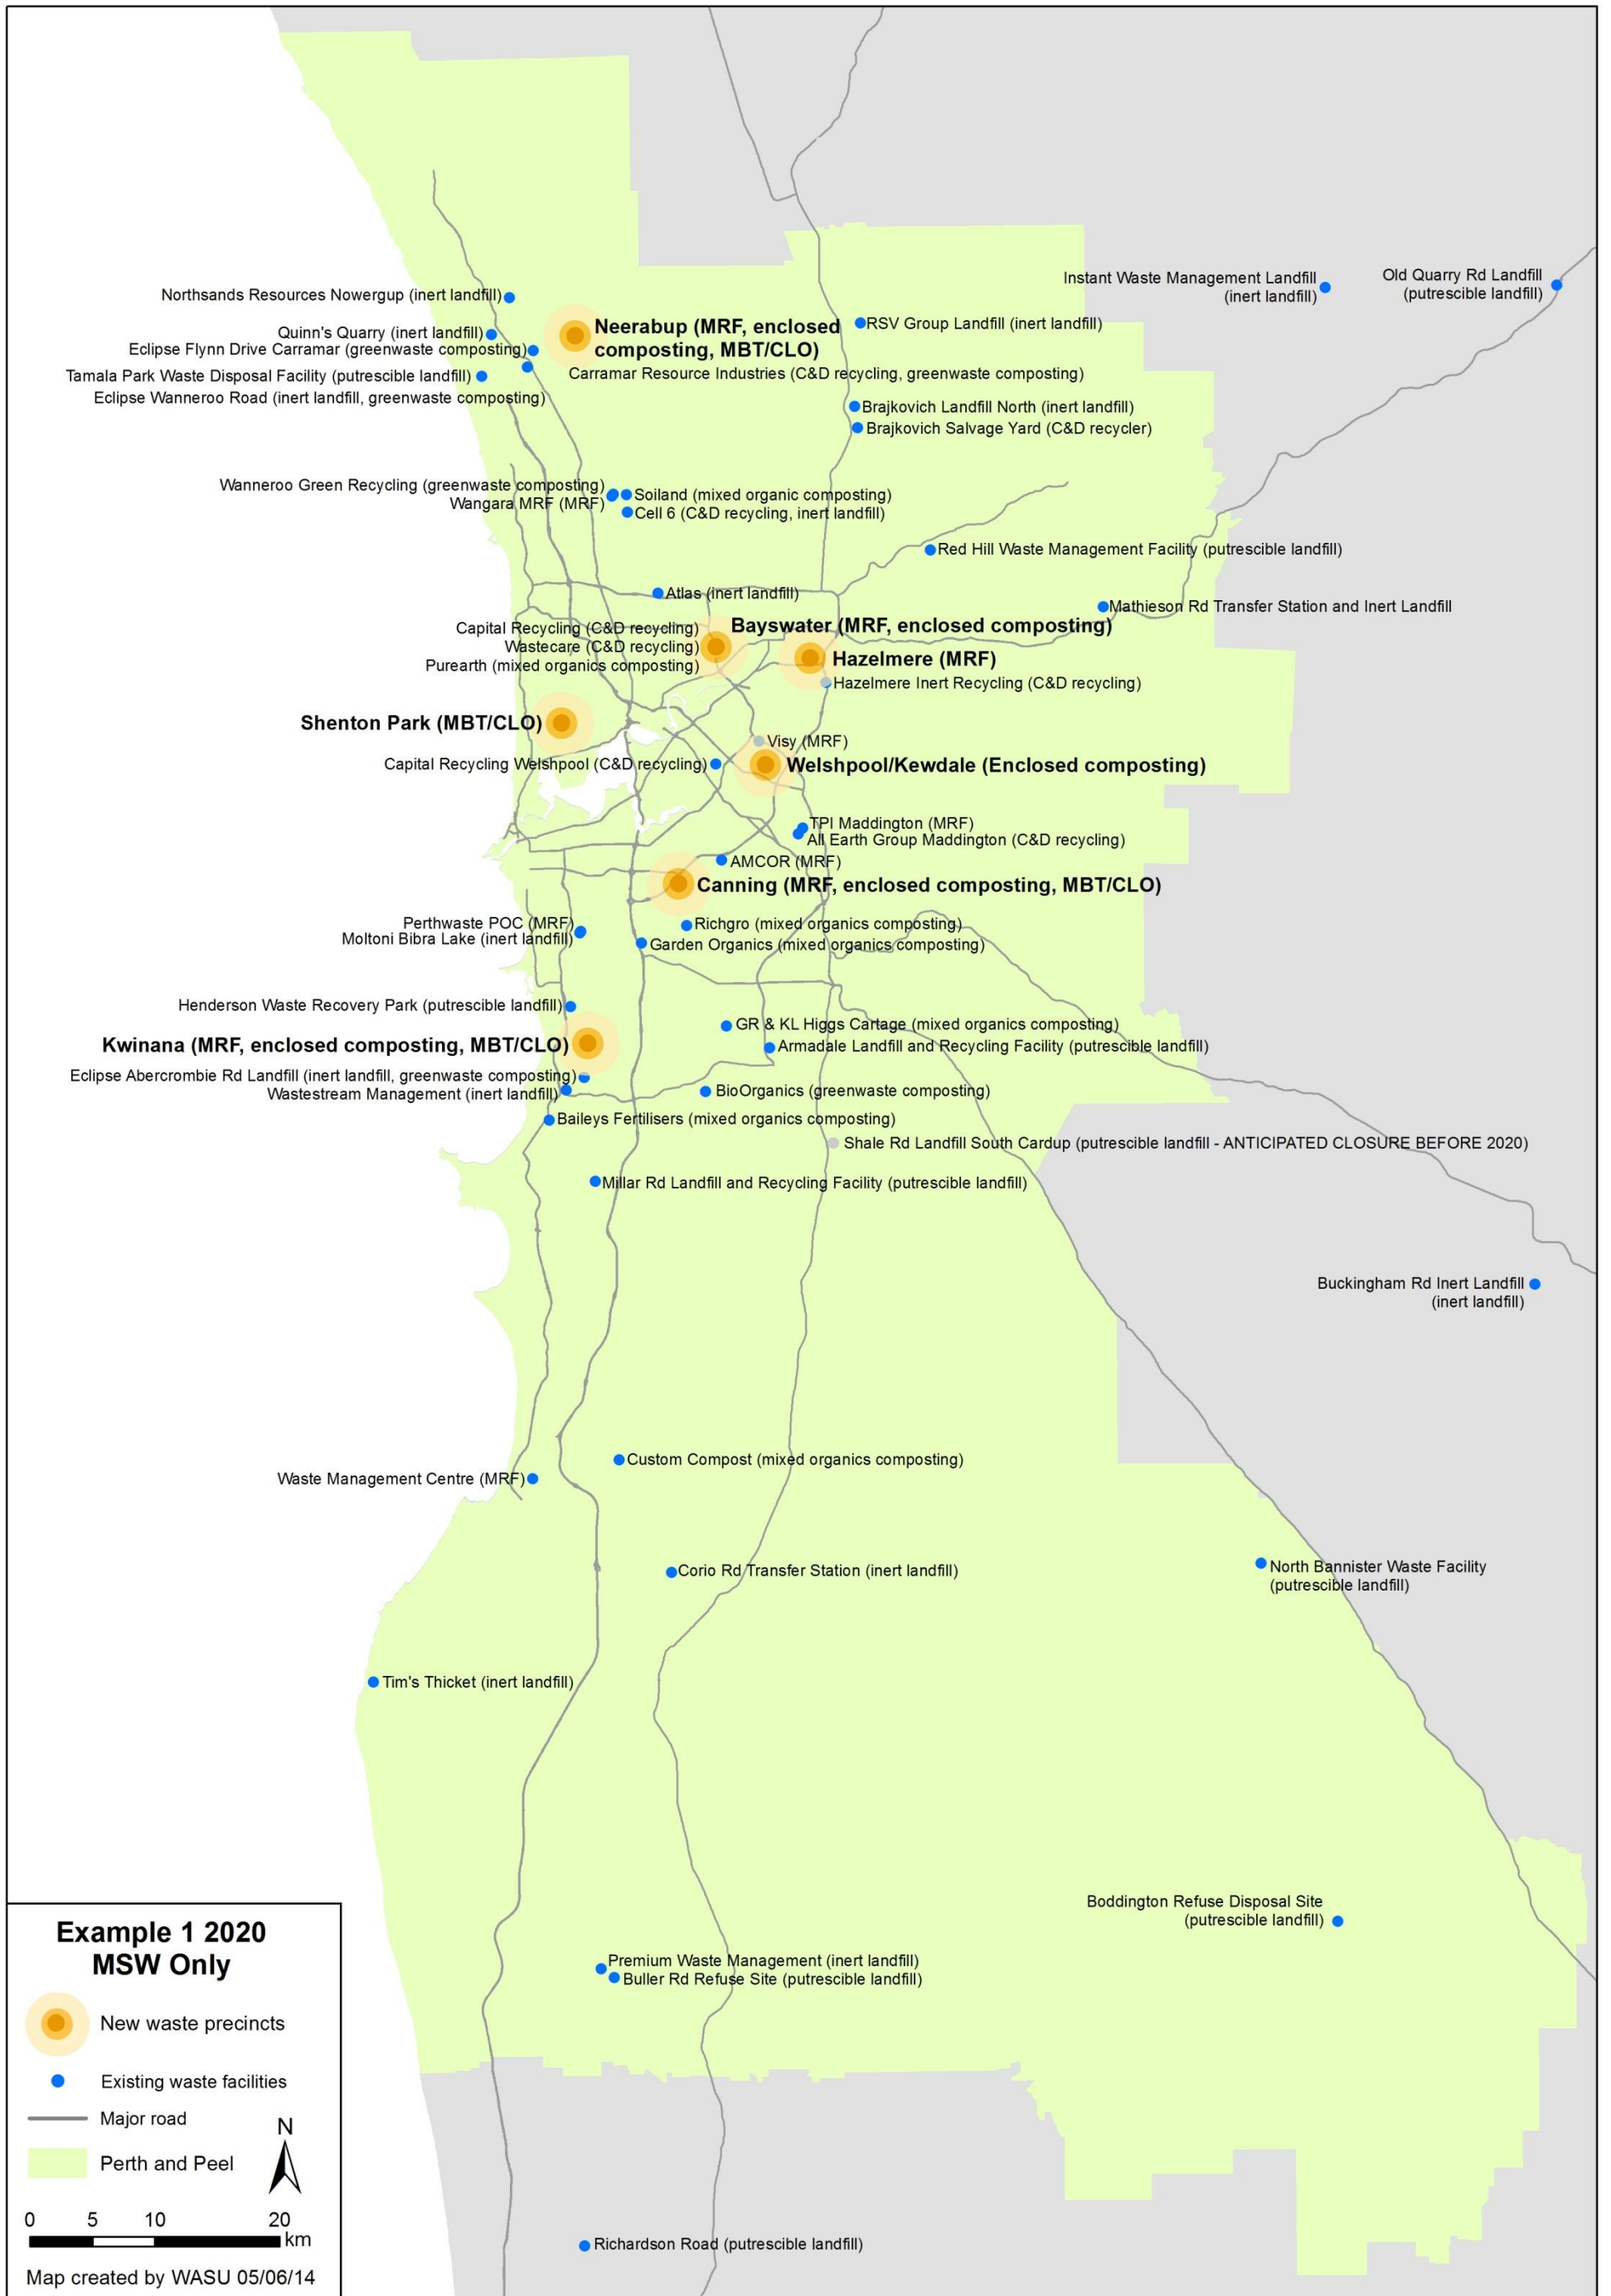 Northsands Resources Nowergup (inert landfill)
Instant Waste Management Landfill
(inert landfill)
Old Quarry Rd Landfill
(putrescible landfill)
Quinn's Quarry (inert landfill)
Neerabup (MRF, enclosed
composting, MBT/CLO)
RSV Group Landfill (inert landfill)
Eclipse Flynn Drive Carramar (greenwaste composting)
Tamala Park Waste Disposal Facility (putrescible landfill)
Carramar Resource Industries (C&D recycling, greenwaste composting)
Eclipse Wanneroo Road (inert landfill, greenwaste composting)
Brajkovich Landfill North (inert landfill)
Brajkovich Salvage Yard (C&D recycler)
Wanneroo Green Recycling (greenwaste composting)
Wangara MRF (MRF)
Soiland (mixed organic composting)
Cell 6 (C&D recycling, inert landfill)
Red Hill Waste Management Facility (putrescible landfill)
Atlas (inert landfill)
Mathieson Rd Transfer Station and Inert Landfill
Capital Recycling (C&D recycling)
Wastecare (C&D recycling)
Purearth (mixed organics composting)
Bayswater (MRF, enclosed composting)
Hazelmere (MRF)
Hazelmere Inert Recycling (C&D recycling)
Shenton Park (MBT/CLO)
Visy (MRF)
Capital Recycling Welshpool (C&D recycling)
Welshpool/Kewdale (Enclosed composting)
TPI Maddington (MRF)
All Earth Group Maddington (C&D recycling)
AMCOR (MRF)
Canning (MRF, enclosed composting, MBT/CLO)
Perthwaste POC (MRF)
Moltoni Bibra Lake (inert landfill)
Richgro (mixed organics composting)
Garden Organics (mixed organics composting)
Henderson Waste Recovery Park (putrescible landfill)
GR & KL Higgs Cartage (mixed organics composting)
Kwinana (MRF, enclosed composting, MBT/CLO)
Armadale Landfill and Recycling Facility (putrescible landfill)
Eclipse Abercrombie Rd Landfill (inert landfill, greenwaste composting)
Wastestream Management (inert landfill)
BioOrganics (greenwaste composting)
Baileys Fertilisers (mixed organics composting)
Shale Rd Landfill South Cardup (putrescible landfill - ANTICIPATED CLOSURE BEFORE 2020)
Millar Rd Landfill and Recycling Facility (putrescible landfill)
Buckingham Rd Inert Landfill
(inert landfill)
Custom Compost (mixed organics composting)
Waste Management Centre (MRF)
Corio Rd Transfer Station (inert landfill)
North Bannister Waste Facility
(putrescible landfill)
Tim's Thicket (inert landfill)
Boddington Refuse Disposal Site
(putrescible landfill)
Premium Waste Management (inert landfill)
Buller Rd Refuse Site (putrescible landfill)
Richardson Road (putrescible landfill)
Example 1 2020
MSW Only
New waste precincts
Existing waste facilities
Major road
N
Perth and Peel
0 5 10 20
km
Map created by WASU 05/06/14